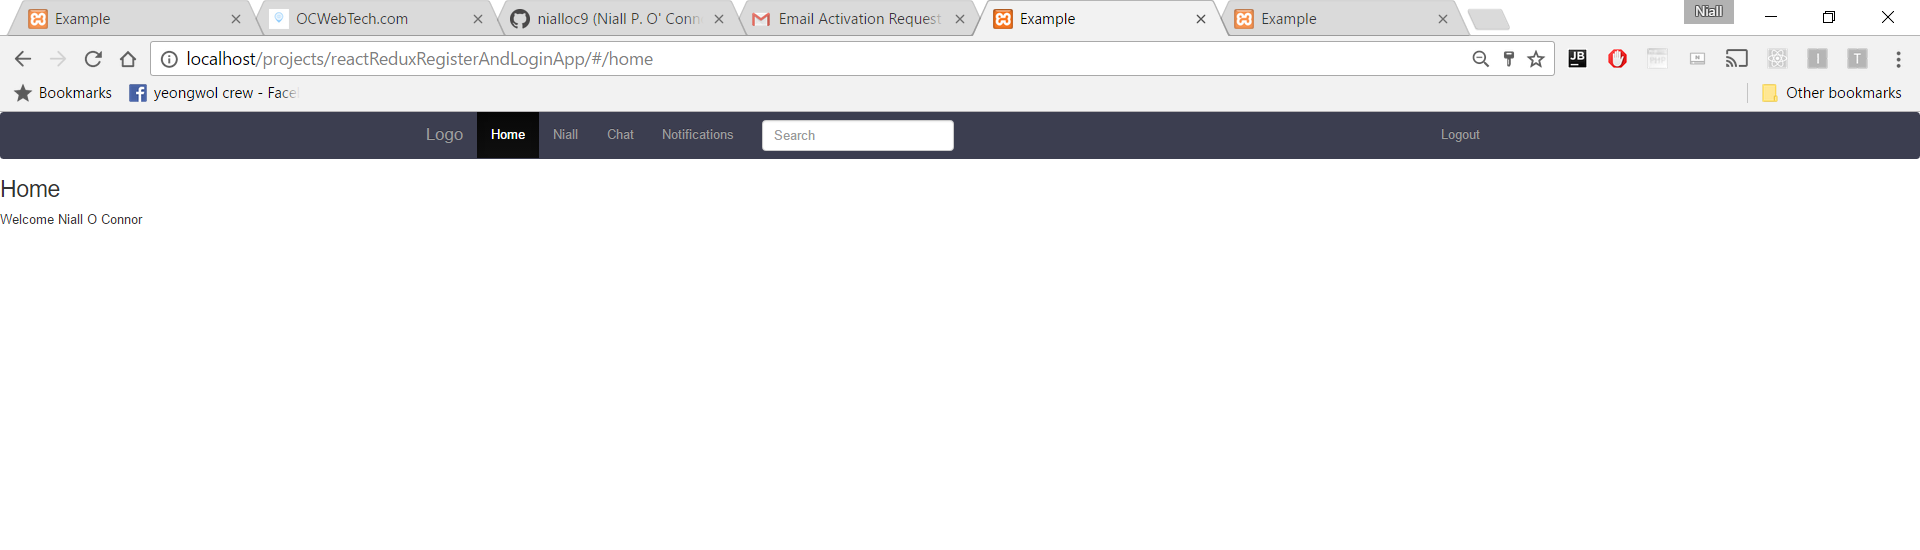 Example OCWebTech.com nialloc9 (Niall P. O' Conn Email Activation Request Example Example Niall
localhost/projects/reactReduxRegisterAndLoginApp/#/home JB
Bookmarks yeongwol crew - Face Other bookmarks
Logo Home Niall Chat Notifications Search Logout
Home
Welcome Niall O Connor